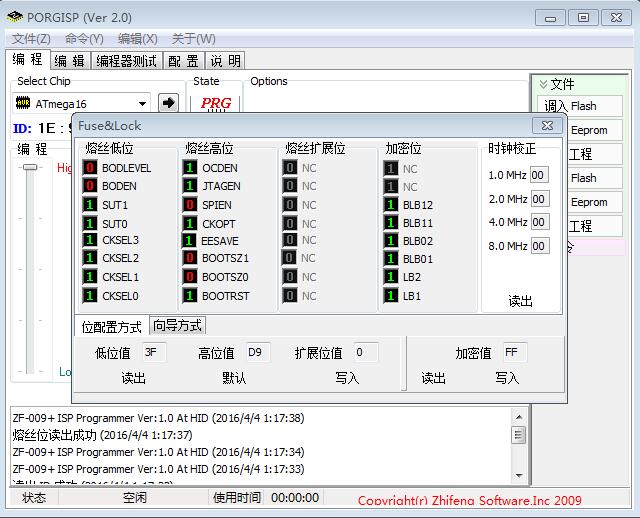 PORGISP (Ver 2.0)
文件(Z) 命令(Y) 编辑(X) 关于(W)
编 程 编 辑 编程器测试 配 置 说 明
Select Chip State Options 文件
AVR ATmega16 PRG 调入 Flash
ID: 1E :
Fuse&Lock
Eeprom
编 程 熔丝低位 熔丝高位 熔丝扩展位 加密位 时钟校正 工程
0 BODLEVEL 1 OCDEN 0 NC 1 NC 1.0 MHz 00 Flash
0 BODEN 1 JTAGEN 0 NC 1 NC
1 SUT1 0 SPIEN 0 NC 1 BLB12 2.0 MHz 00 Eeprom
1 SUT0 1 CKOPT 0 NC 1 BLB11 4.0 MHz 00 工程
1 CKSEL3 1 EESAVE 0 NC 1 BLB02 8.0 MHz 00 令
1 CKSEL2 0 BOOTSZ1 0 NC 1 BLB01
1 CKSEL1 0 BOOTSZ0 0 NC 1 LB2
1 CKSEL0 1 BOOTRST 0 NC 1 LB1 读出
位配置方式 向导方式
低位值 3F 高位值 D9 扩展位值 0 加密值 FF
读出 默认 写入 读出 写入
ZF-009+ISP Programmer Ver:1.0 At HID (2016/4/4 1:17:38)
熔丝位读出成功 (2016/4/4 1:17:37)
ZF-009+ISP Programmer Ver:1.0 At HID (2016/4/4 1:17:34)
ZF-009+ISP Programmer Ver:1.0 At HID (2016/4/4 1:17:33)
状态 空闲 使用时间 00:00:00 Copyright(r) Zhifeng Software.Inc 2009